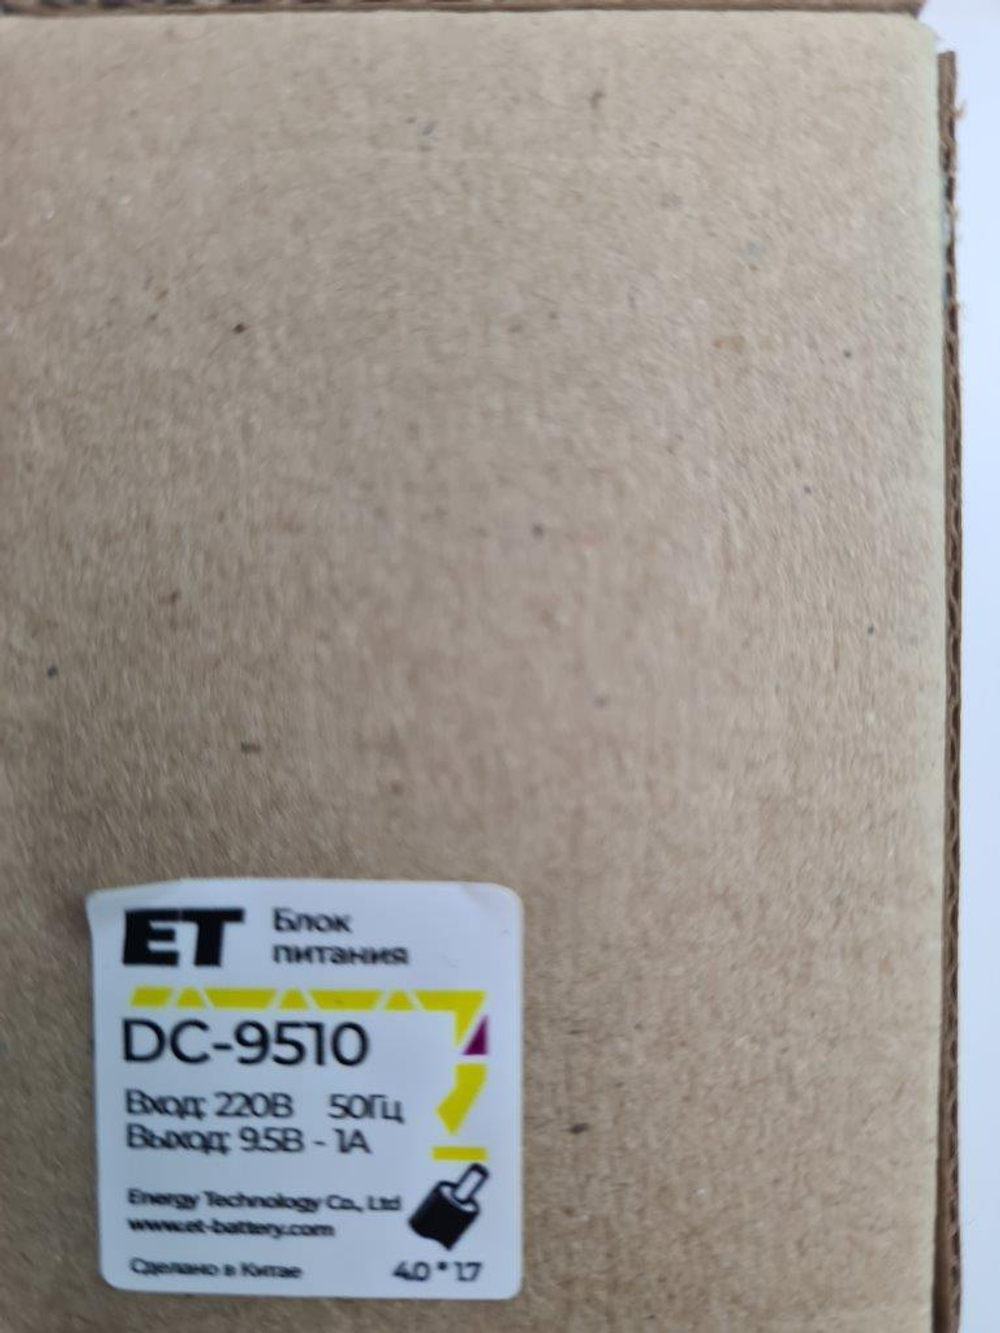 ET Блок
питания
DC-9510
Вход: 220В 50Гц
Выход: 9.5В - 1А
Energy Technology Co., Ltd
www.et-battery.com
Сделано в Китае 4.0 * 1.7